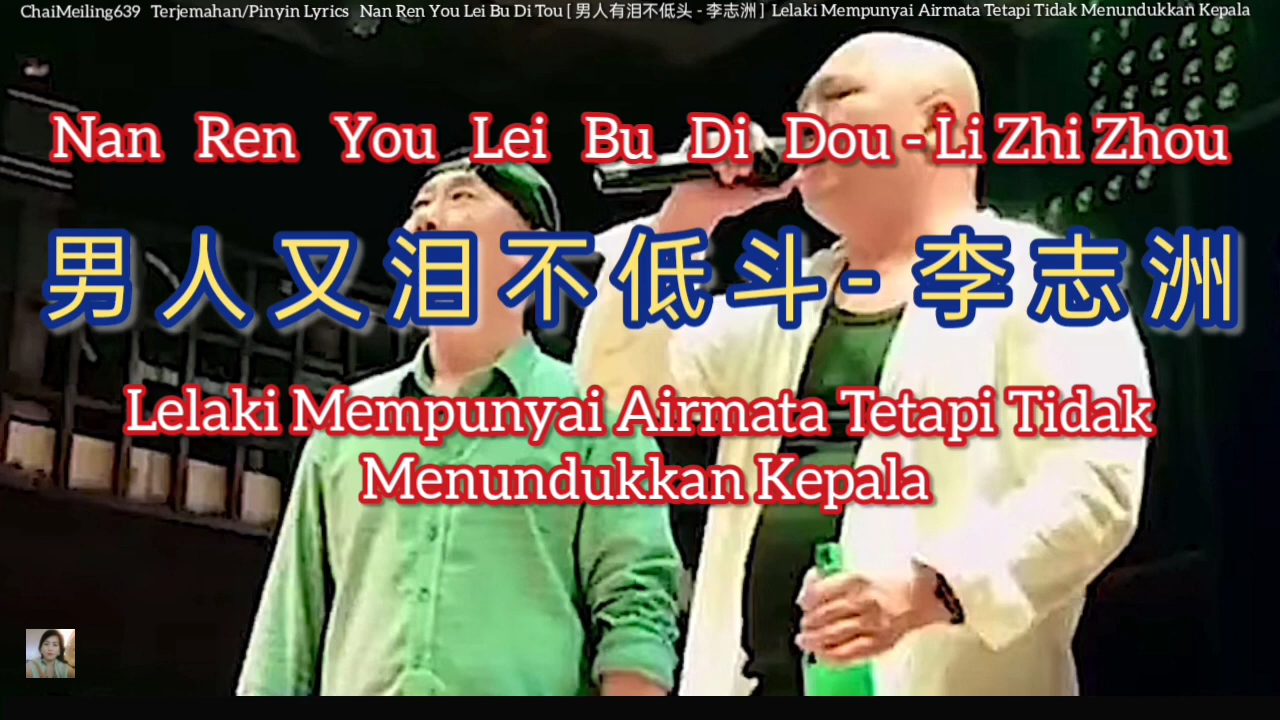 ChaiMeiling639 Terjemahan/Pinyin Lyrics Nan Ren You Lei Bu Di Tou [ 男人有泪不低头 - 李志洲 ] Lelaki Mempunyai Airmata Tetapi Tidak Menundukkan Kepala
Nan Ren You Lei Bu Di Dou - Li Zhi Zhou
男人又泪不低斗 - 李志洲
Lelaki Mempunyai Airmata Tetapi Tidak
Menundukkan Kepala